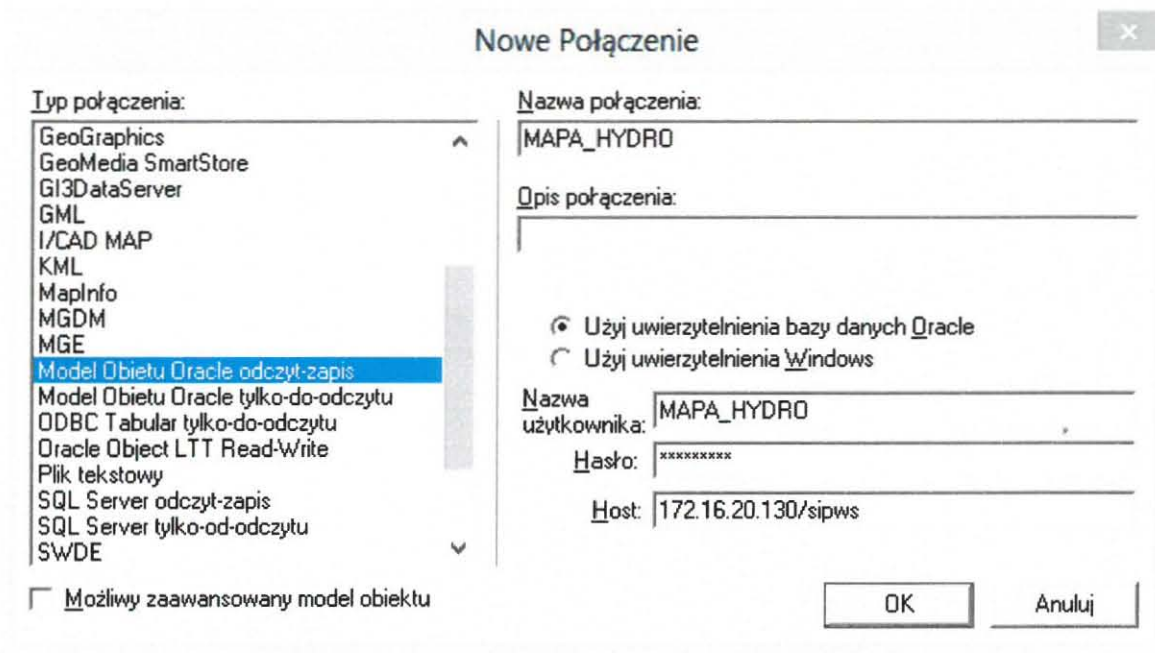 Nowe Połączenie
Typ połączenia:
GeoGraphics
GeoMedia SmartStore
GI3DataServer
GML
I/CAD MAP
KML
MapInfo
MGDM
MGE
Model Obietu Oracle odczyt-zapis
Model Obietu Oracle tylko-do-odczytu
ODBC Tabular tylko-do-odczytu
Oracle Object LTT Read-Write
Plik tekstowy
SQL Server odczyt-zapis
SQL Server tylko-od-odczytu
SWDE
Możliwy zaawansowany model obiektu
Nazwa połączenia:
MAPA_HYDRO
Opis połączenia:
Użyj uwierzytelnienia bazy danych Oracle
Użyj uwierzytelnienia Windows
Nazwa
użytkownika: MAPA_HYDRO
Hasło: ×××××××××
Host: 172.16.20.130/sipws
OK Anuluj